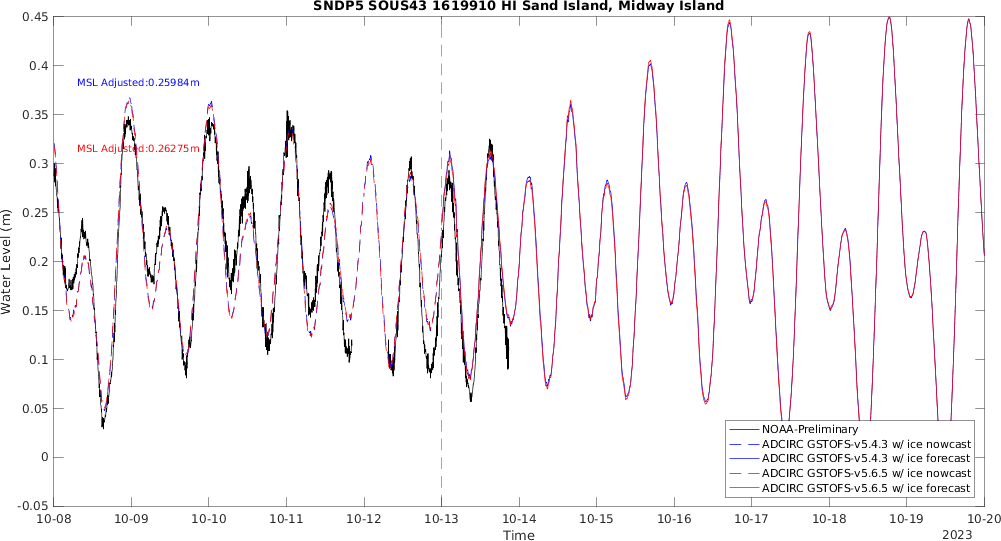 SNDP5 SOUS43 1619910 HI Sand Island, Midway Island
0.45
0.4
0.35
0.3
0.25
0.2
0.15
0.1
0.05
0
-0.05
Water Level (m)
MSL Adjusted:0.25984m
MSL Adjusted:0.26275m
NOAA-Preliminary
ADCIRC GSTOFS-v5.4.3 w/ ice nowcast
ADCIRC GSTOFS-v5.4.3 w/ ice forecast
ADCIRC GSTOFS-v5.6.5 w/ ice nowcast
ADCIRC GSTOFS-v5.6.5 w/ ice forecast
10-08 10-09 10-10 10-11 10-12 10-13 10-14 10-15 10-16 10-17 10-18 10-19 10-20
Time
2023